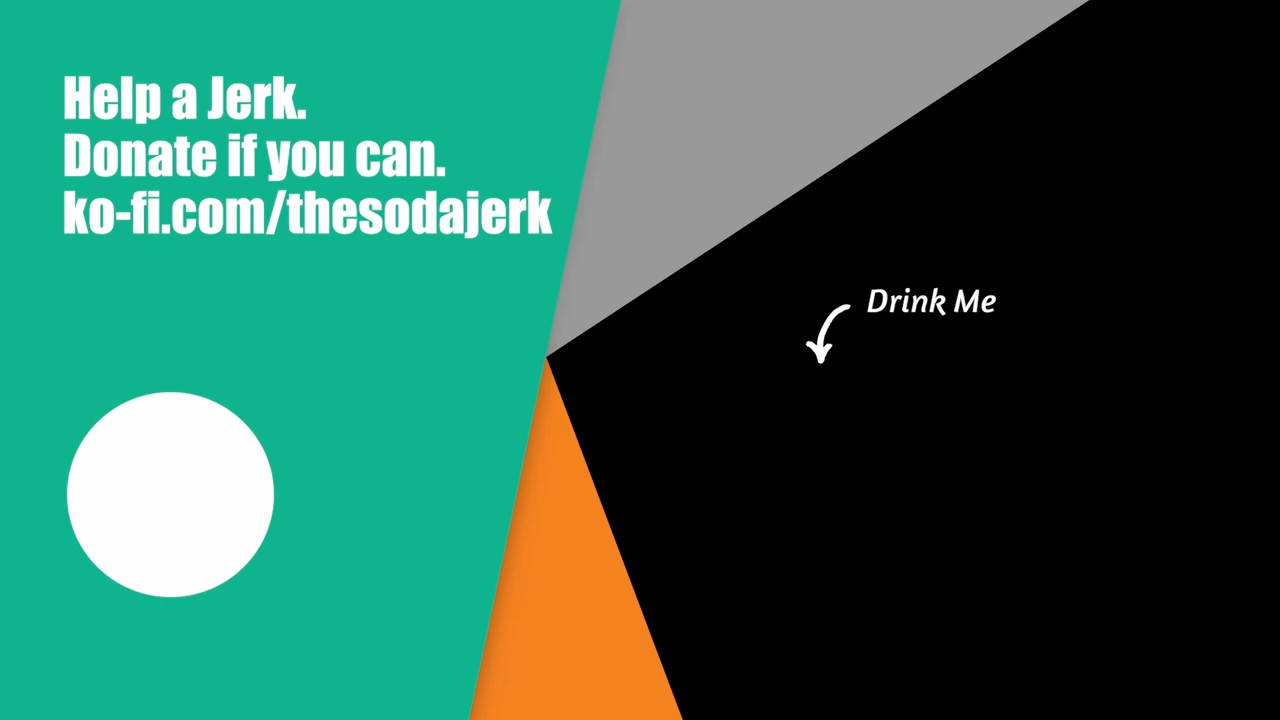 Help a Jerk.
Donate if you can.
ko-fi.com/thesodajerk
Drink Me